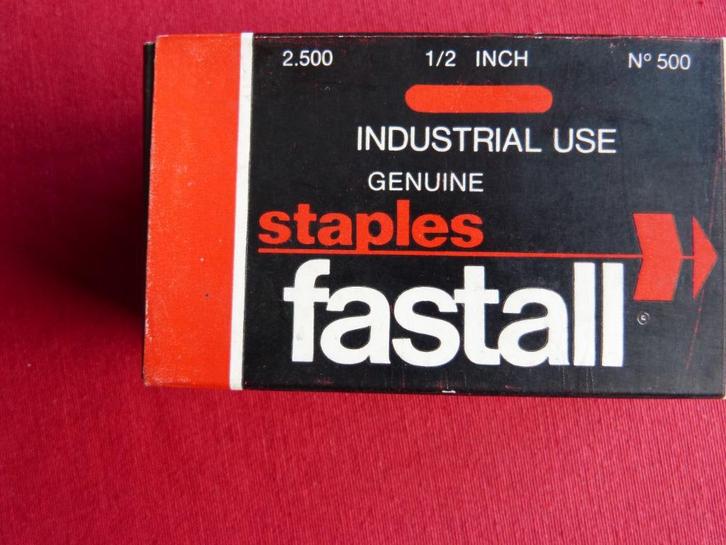 2.500 1/2 INCH Nº 500
INDUSTRIAL USE
GENUINE
staples
fastall
©